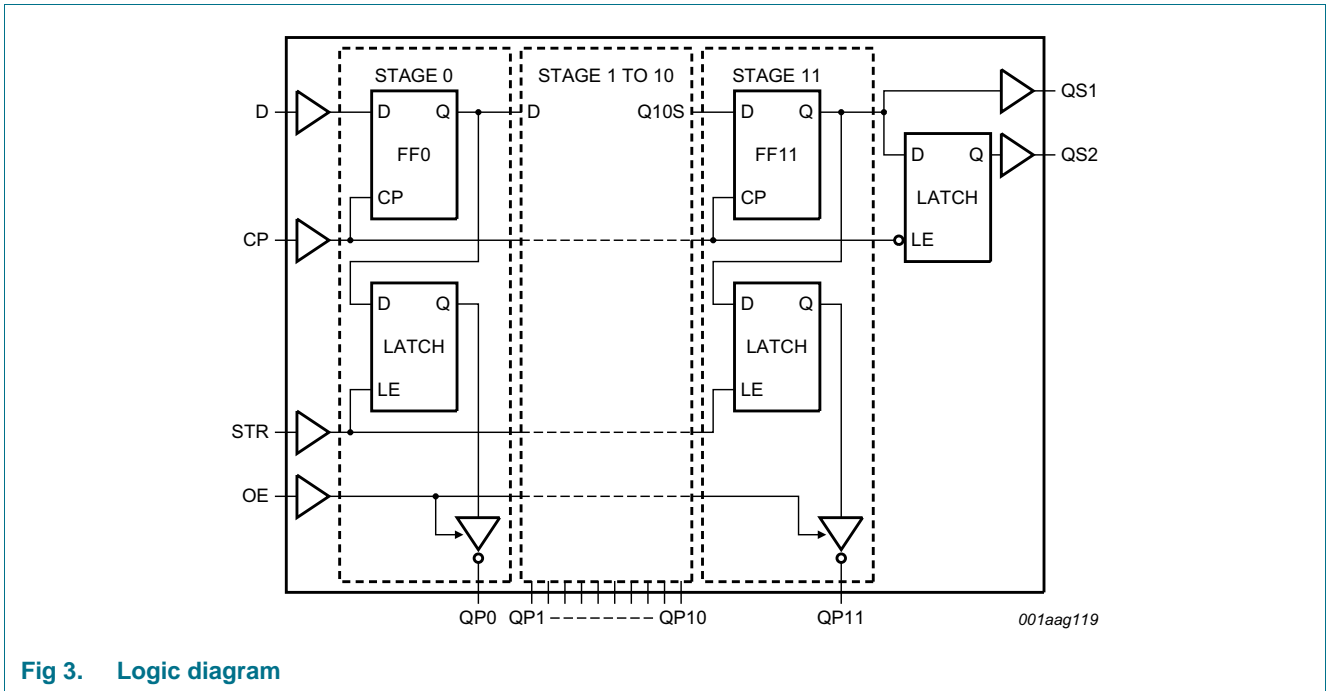 STAGE 0 STAGE 1 TO 10 STAGE 11
D D Q D Q10S D Q QS1
FF0 FF11 D Q QS2
CP CP LATCH
CP LE
D Q D Q
LATCH LATCH
LE LE
STR
OE
QP0 QP1 QP10 QP11 001aag119
Fig 3. Logic diagram